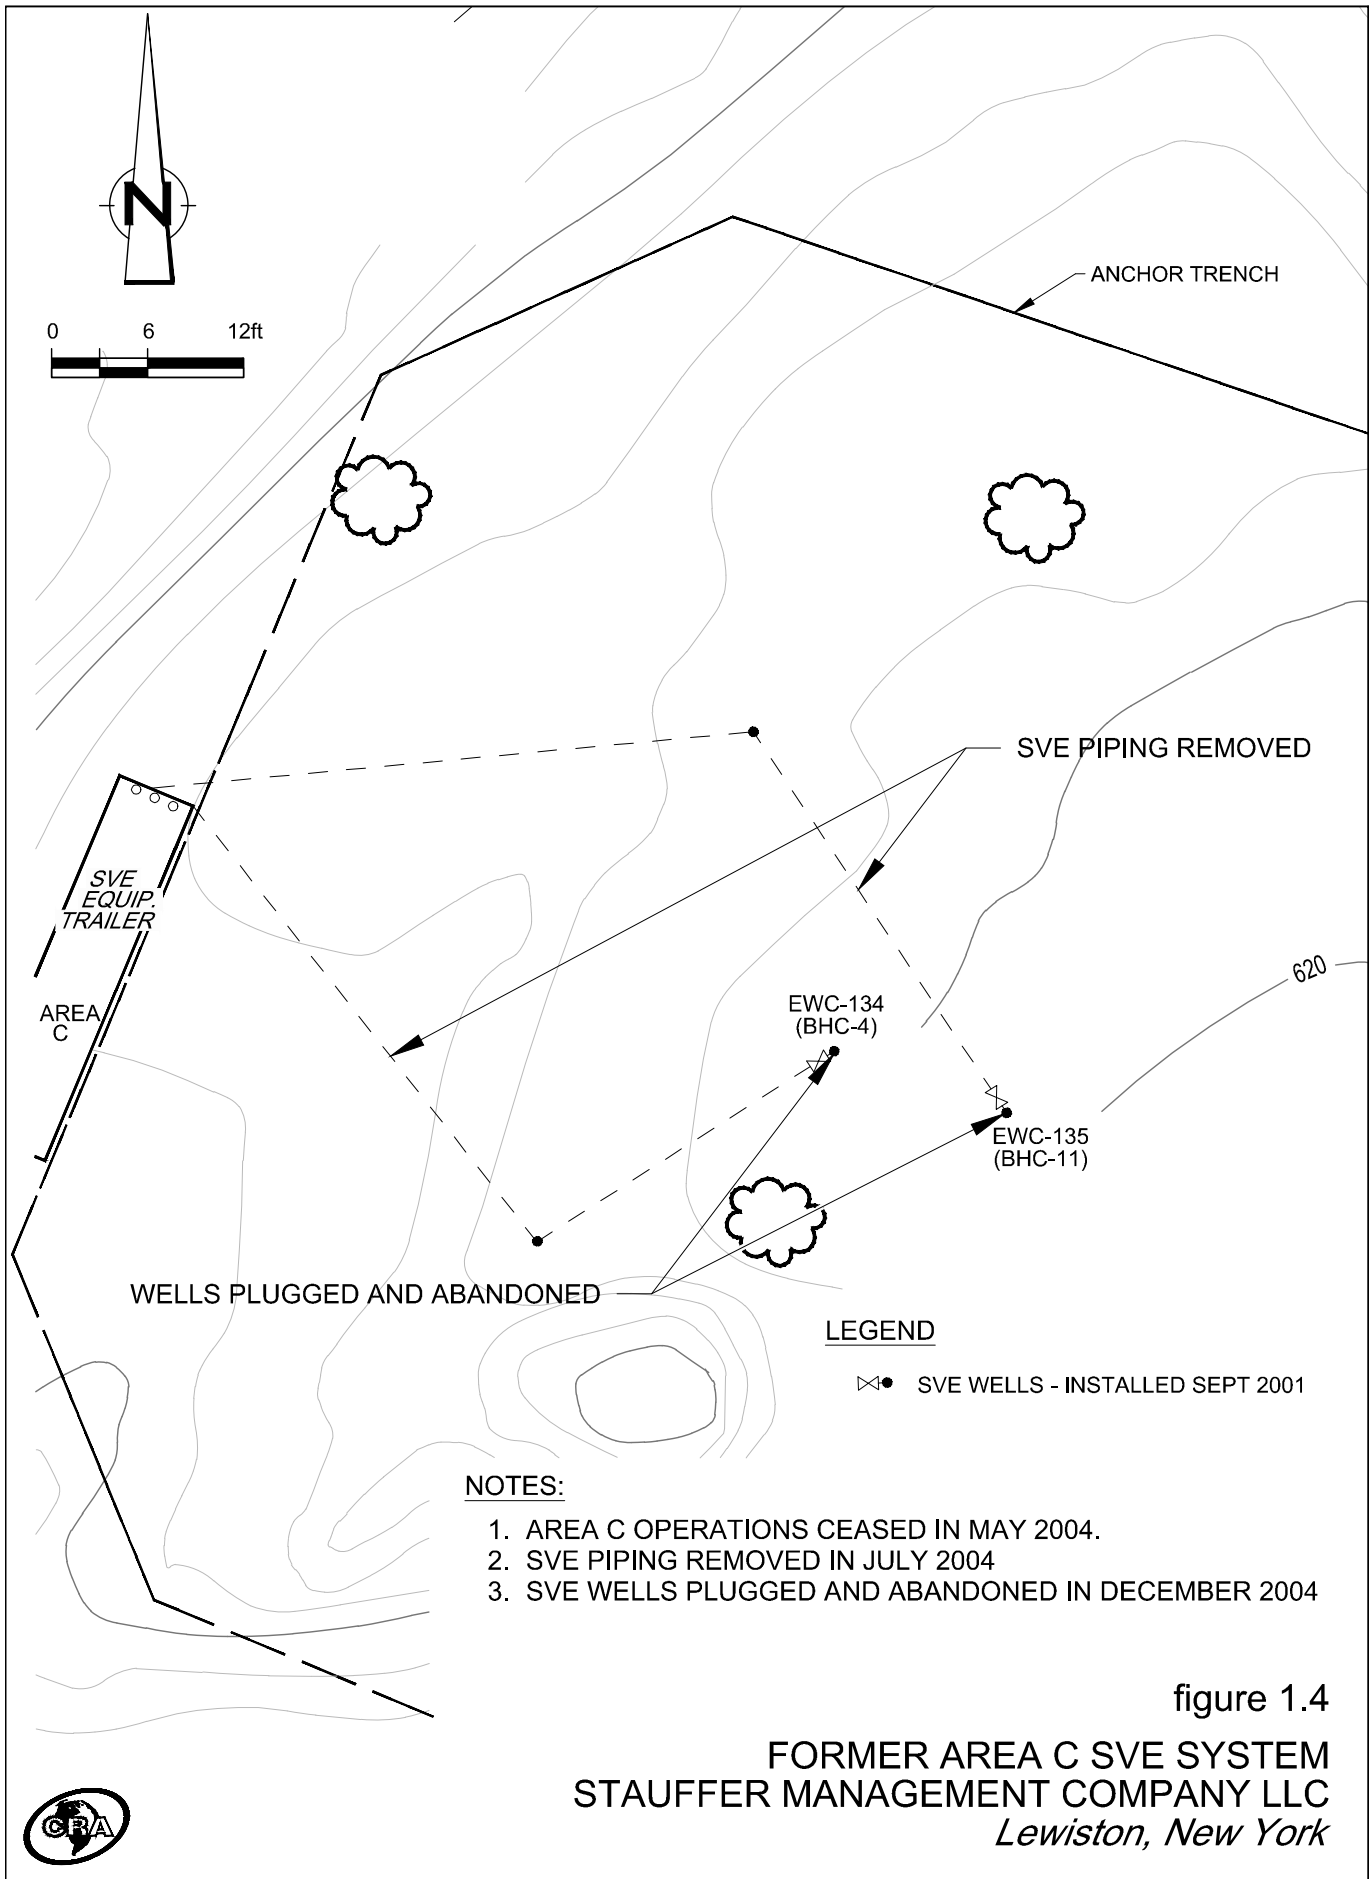 N
0 6 12ft
ANCHOR TRENCH
SVE PIPING REMOVED
SVE
EQUIP.
TRAILER
AREA
C
620
EWC-134
(BHC-4)
EWC-135
(BHC-11)
WELLS PLUGGED AND ABANDONED
LEGEND
SVE WELLS - INSTALLED SEPT 2001
NOTES:
1. AREA C OPERATIONS CEASED IN MAY 2004.
2. SVE PIPING REMOVED IN JULY 2004
3. SVE WELLS PLUGGED AND ABANDONED IN DECEMBER 2004
figure 1.4
FORMER AREA C SVE SYSTEM
STAUFFER MANAGEMENT COMPANY LLC
Lewiston, New York
CRA